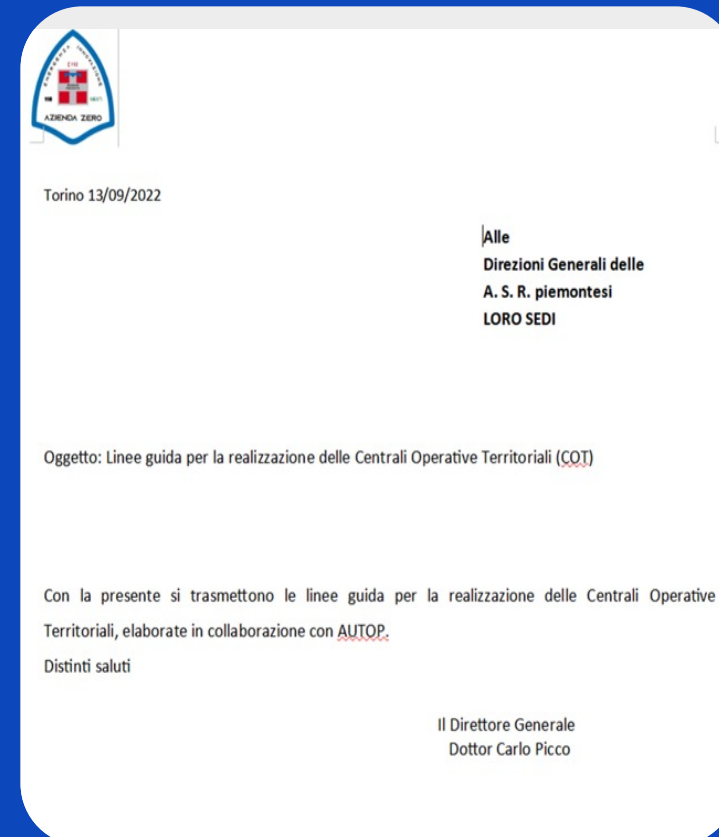 AZIENDA ZERO
Torino 13/09/2022
Alle
Direzioni Generali delle
A. S. R. piemontesi
LORO SEDI
Oggetto: Linee guida per la realizzazione delle Centrali Operative Territoriali (COT)
Con la presente si trasmettono le linee guida per la realizzazione delle Centrali Operative
Territoriali, elaborate in collaborazione con AUTOP.
Distinti saluti
Il Direttore Generale
Dottor Carlo Picco